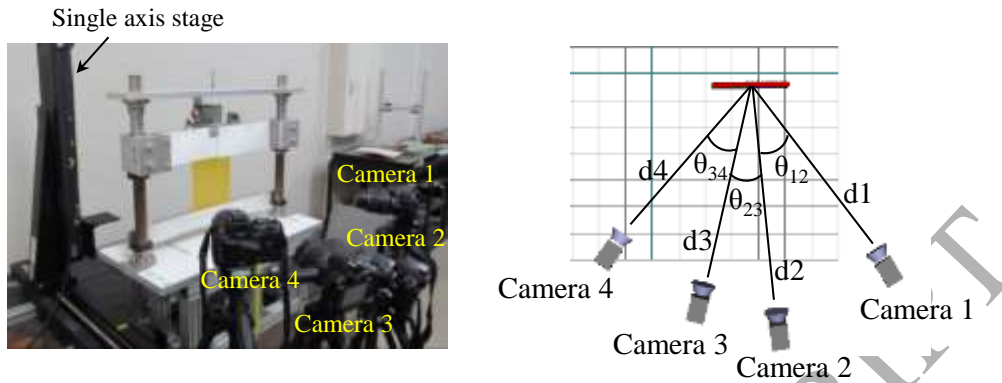 Single axis stage
Camera 1
Camera 2
Camera 4
Camera 3
θ34
θ12
θ23
d4
d1
d3
d2
Camera 4
Camera 1
Camera 3
Camera 2